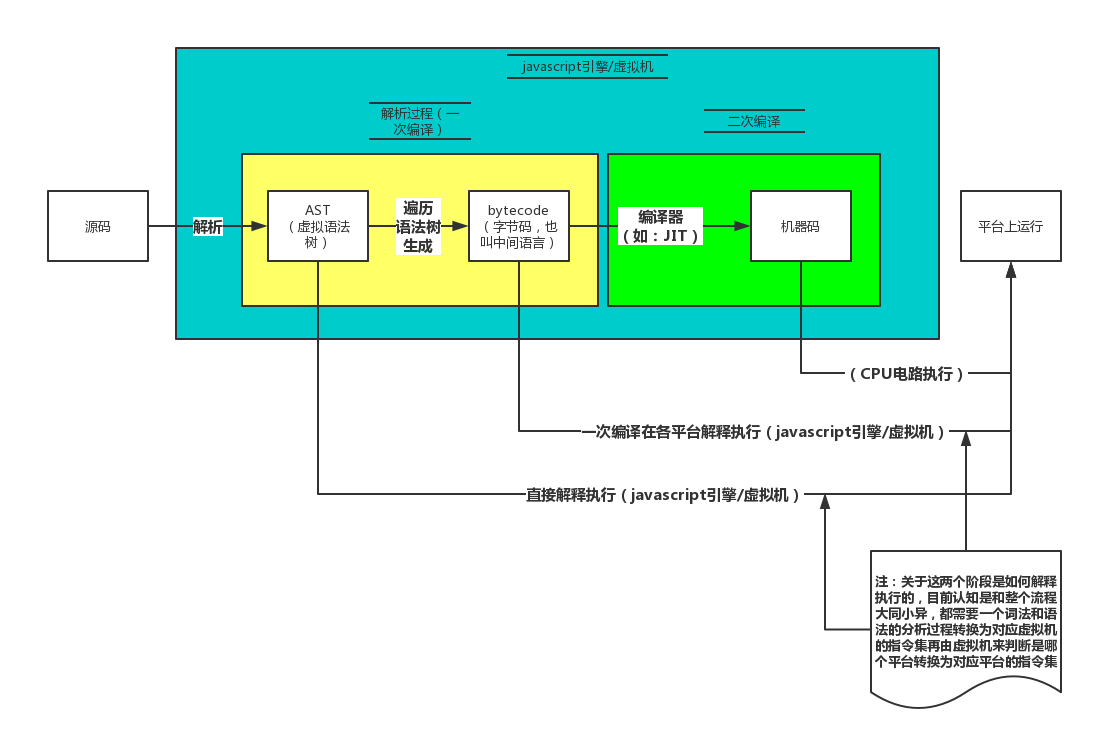 javascript引擎/虚拟机
解析过程（一
次编译）
二次编译
源码
解析
AST
（虚拟语法
树）
遍历
语法树
生成
bytecode
（字节码，也
叫中间语言）
编译器
（如：JIT）
机器码
平台上运行
（CPU电路执行）
一次编译在各平台解释执行（javascript引擎/虚拟机）
直接解释执行（javascript引擎/虚拟机）
注：关于这两个阶段是如何解释
执行的，目前认知是和整个流程
大同小异，都需要一个词法和语
法的分析过程转换为对应虚拟机
的指令集再由虚拟机来判断是哪
个平台转换为对应平台的指令集